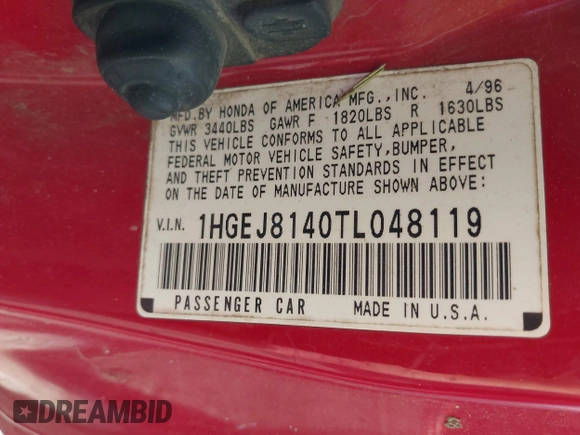 MFD.BY HONDA OF AMERICA MFG.,INC. 4/96
GVWR 3440LBS GAWR F 1820LBS R 1630LBS
THIS VEHICLE CONFORMS TO ALL APPLICABLE
FEDERAL MOTOR VEHICLE SAFETY,BUMPER,
AND THEFT PREVENTION STANDARDS IN EFFECT
ON THE DATE OF MANUFACTURE SHOWN ABOVE:
V.I.N. 1HGEJ8140TL048119
PASSENGER CAR MADE IN U.S.A.
DREAMBID